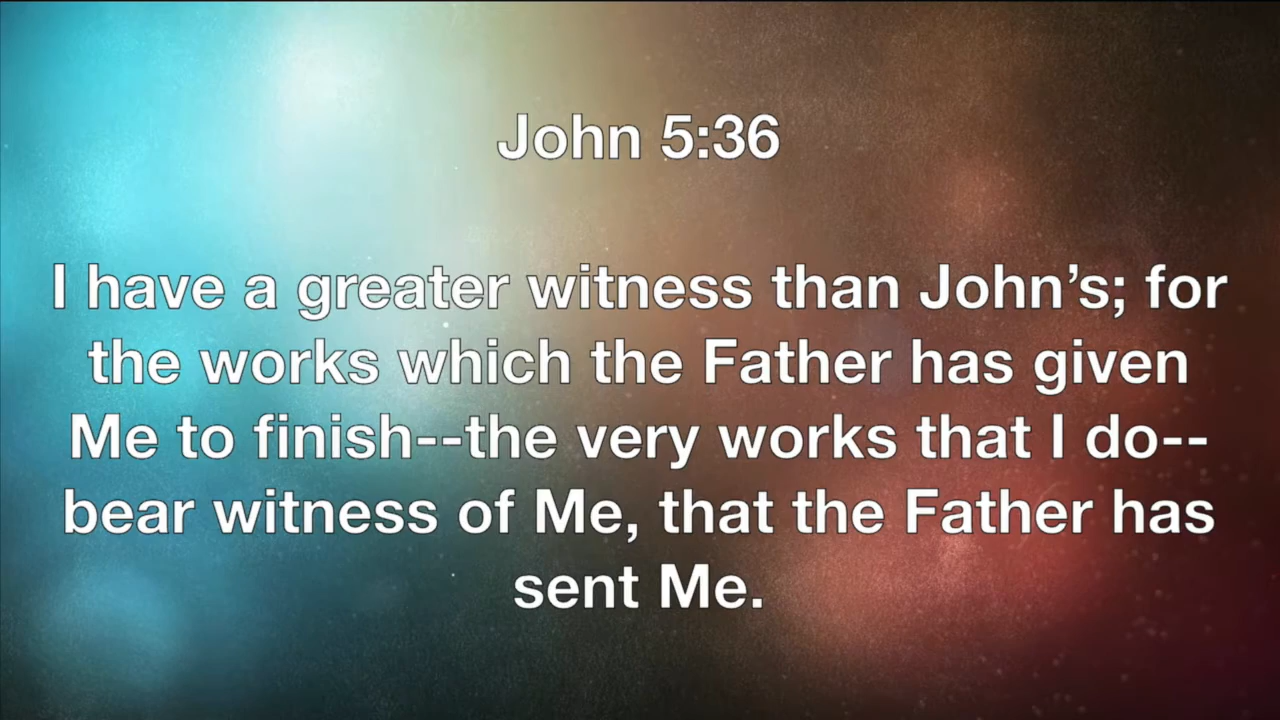 John 5:36
I have a greater witness than John’s; for
the works which the Father has given
Me to finish--the very works that I do--
bear witness of Me, that the Father has
sent Me.